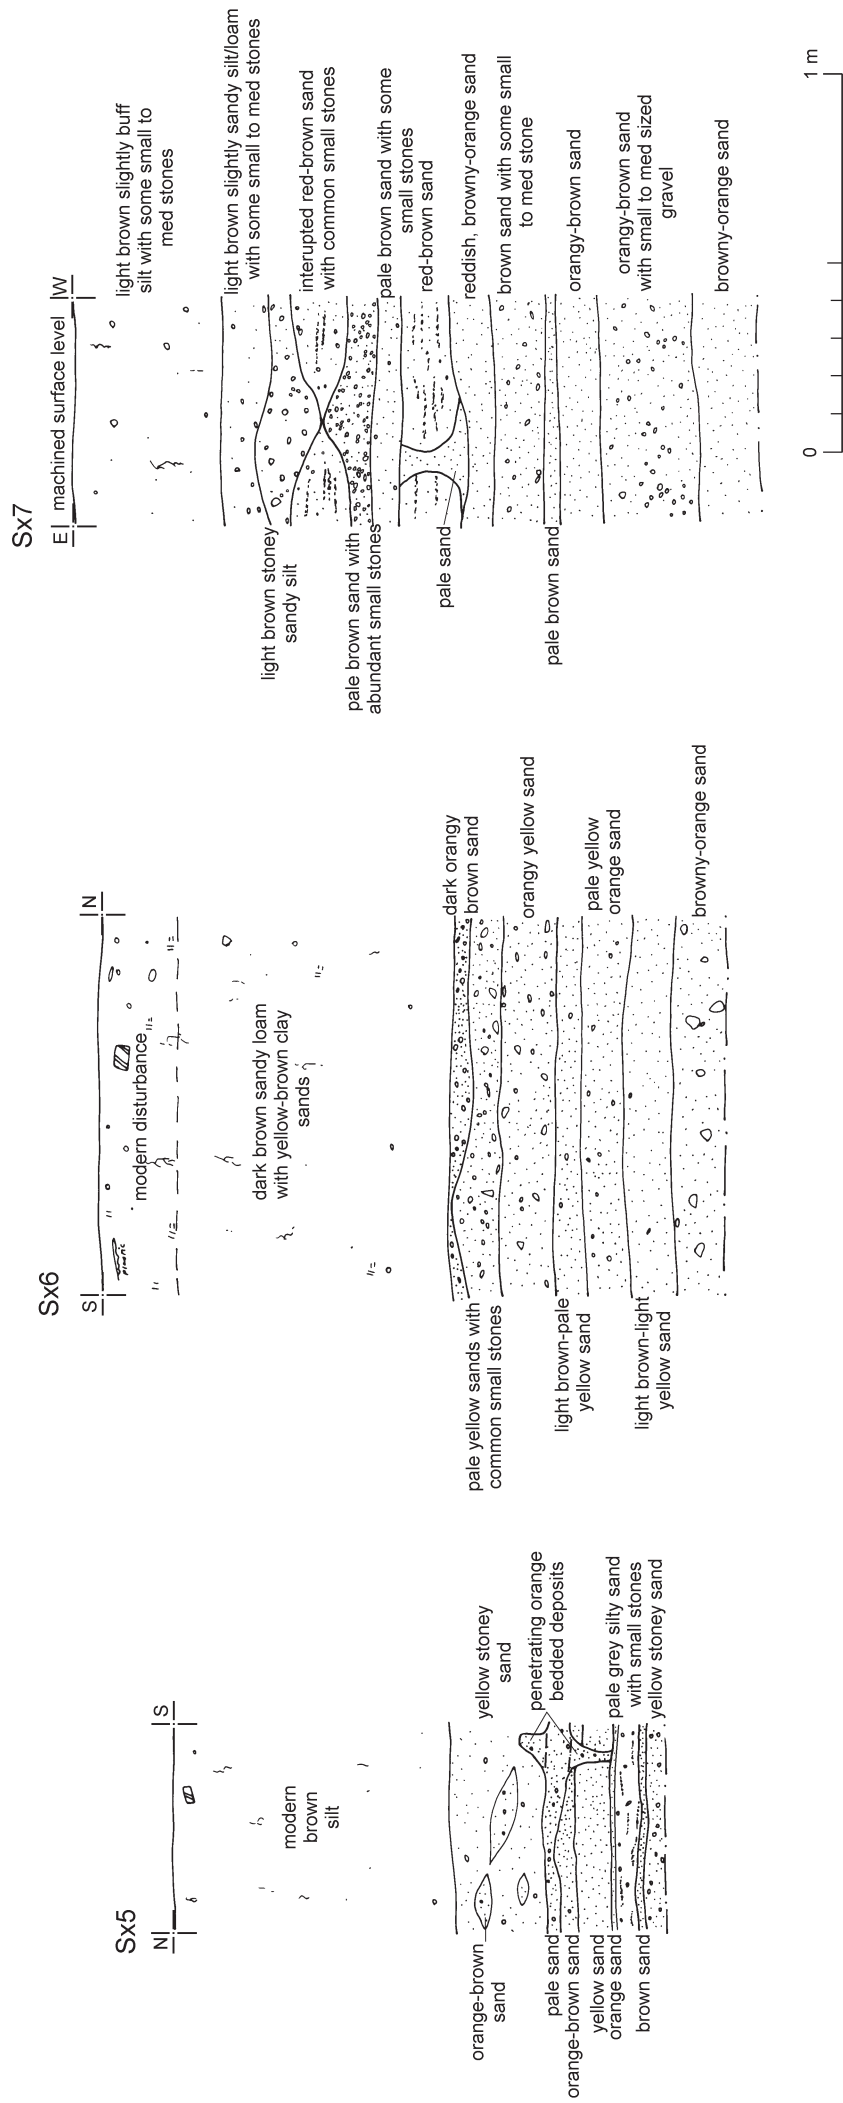 Sx5
N
S
modern
brown
silt
yellow stoney
sand
penetrating orange
bedded deposits
pale grey silty sand
with small stones
yellow stoney sand
orange-brown
sand
pale sand
orange-brown sand
yellow sand
orange sand
brown sand
Sx6
S
N
modern disturbance
dark brown sandy loam
with yellow-brown clay
sands
dark orangy
brown sand
orangy yellow sand
pale yellow
orange sand
browny-orange sand
pale yellow sands with
common small stones
light brown-pale
yellow sand
light brown-light
yellow sand
Sx7
E
machined surface level
W
light brown slightly buff
silt with some small to
med stones
light brown slightly sandy silt/loam
with some small to med stones
interupted red-brown sand
with common small stones
pale brown sand with some
small stones
red-brown sand
reddish, browny-orange sand
brown sand with some small
to med stone
orangy-brown sand
orangy-brown sand
with small to med sized
gravel
browny-orange sand
light brown stoney
sandy silt
pale brown sand with
abundant small stones
pale sand
pale brown sand
0
1 m